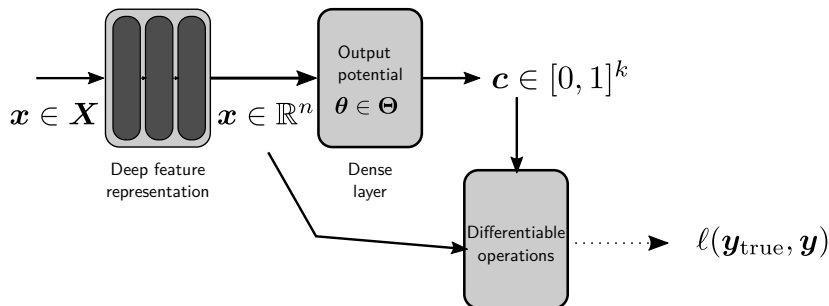 𝒙 ∈ 𝑿
Deep feature
representation
𝒙 ∈ ℝⁿ
Output
potential
𝜽 ∈ 𝚯
Dense
layer
𝒄 ∈ [0, 1]ᵏ
Differentiable
operations
ℓ(𝒚_true, 𝒚)